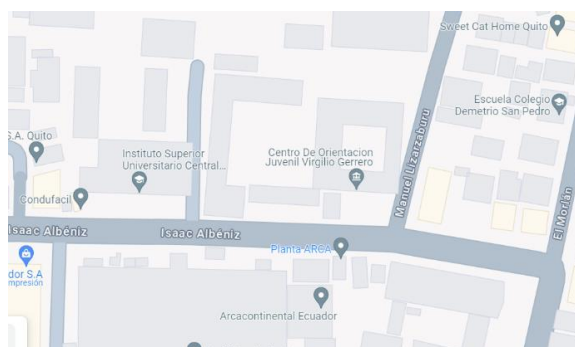 Sweet Cat Home Quito
Escuela Colegio
Demetrio San Pedro
S.A. Quito
Instituto Superior
Universitario Central...
Centro De Orientacion
Juvenil Virgilio Gerrero
Manuel Lizarzaburu
Condufacil
Isaac Albéniz
Isaac Albéniz
El Morlán
Planta ARCA
dor S.A
mpresión
Arcacontinental Ecuador